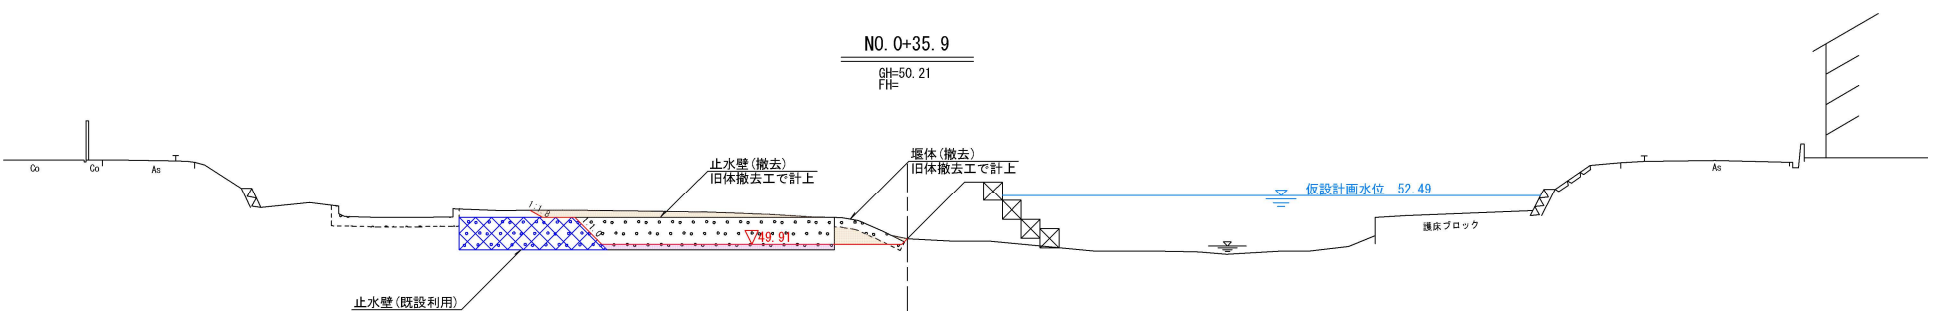 NO. 0+35. 9
GH=50. 21
FH=
Co
Co
As
止水壁(撤去)
旧体撤去工で計上
堰体(撤去)
旧体撤去工で計上
仮設計画水位 52.49
As
護床ブロック
49.91
止水壁(既設利用)